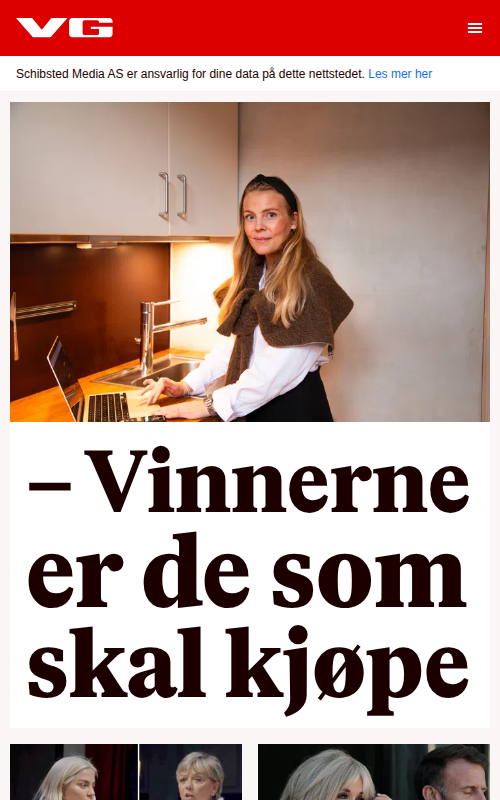 VG
Schibsted Media AS er ansvarlig for dine data på dette nettstedet. Les mer her
– Vinnerne
er de som
skal kjøpe